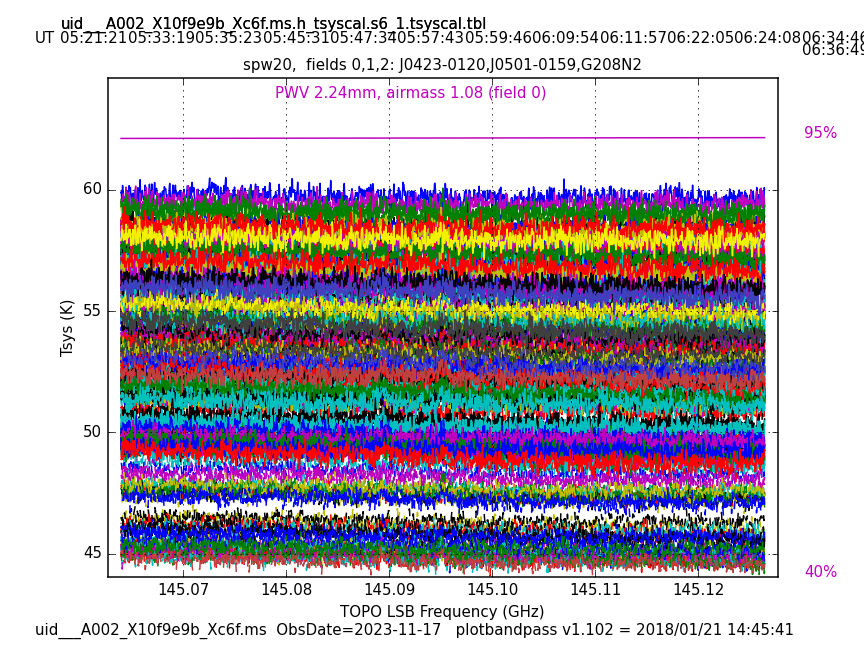 uid___A002_X10f9e9b_Xc6f.ms.h_tsyscal.s6_1.tsyscal.tbl
UT 05:21:21 05:33:19 05:35:23 05:45:31 05:47:34 05:57:43 05:59:46 06:09:54 06:11:57 06:22:05 06:24:08 06:34:46
06:36:49
spw20,  fields 0,1,2: J0423-0120,J0501-0159,G208N2
PWV 2.24mm, airmass 1.08 (field 0)
95%
60
55
Tsys (K)
50
45
40%
145.07 145.08 145.09 145.10 145.11 145.12
TOPO LSB Frequency (GHz)
uid___A002_X10f9e9b_Xc6f.ms  ObsDate=2023-11-17   plotbandpass v1.102 = 2018/01/21 14:45:41